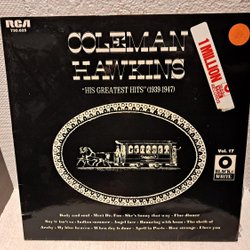 RCA
730.625
COLEMAN
HAWKINS
"HIS GREATEST HITS" (1939-1947)
1 MILLION
Vol. 17
BLACK
WHITE
Body and soul - Meet Dr. Foo - She's funny that way - Fine dinner
Say it isn't so - Indian summer - Angel face - Bouncing with bean - The sheik of
Araby - My blue heaven - When day is done - April in Paris - How strange - I love you